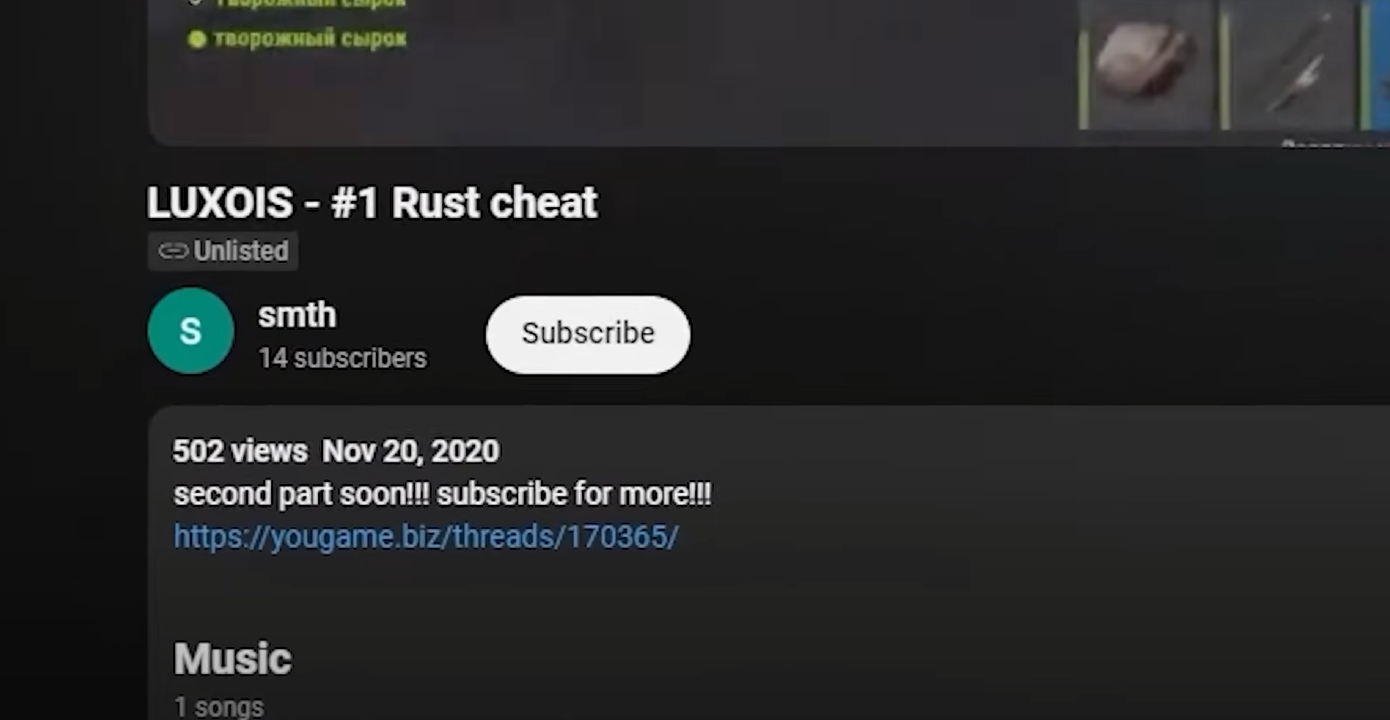 творожный сырок
творожный сырок
LUXOIS - #1 Rust cheat
Unlisted
S
smth
14 subscribers
Subscribe
502 views Nov 20, 2020
second part soon!!! subscribe for more!!!
https://yougame.biz/threads/170365/
Music
1 songs